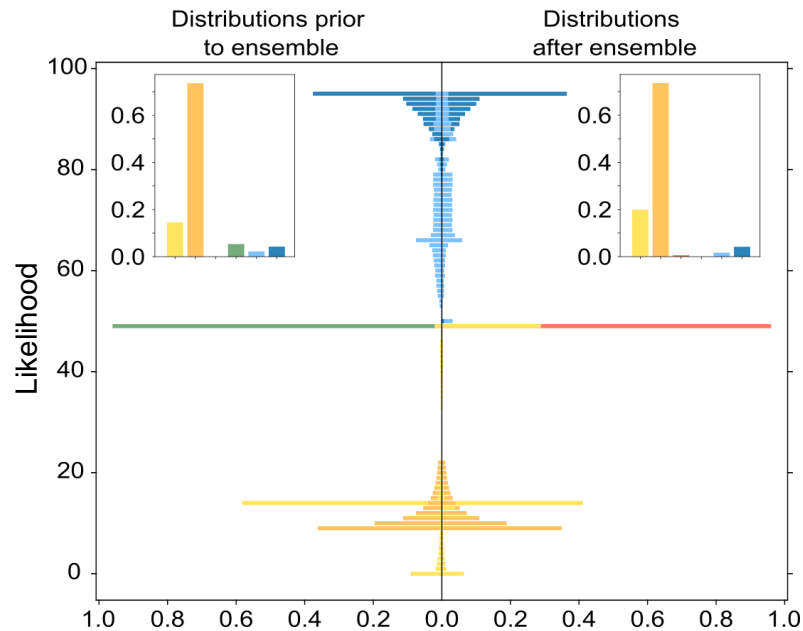 Distributions prior
to ensemble
Distributions
after ensemble
100
80
60
40
20
0
Likelihood
0.6
0.4
0.2
0.0
0.6
0.4
0.2
0.0
1.0 0.8 0.6 0.4 0.2 0.0 0.2 0.4 0.6 0.8 1.0